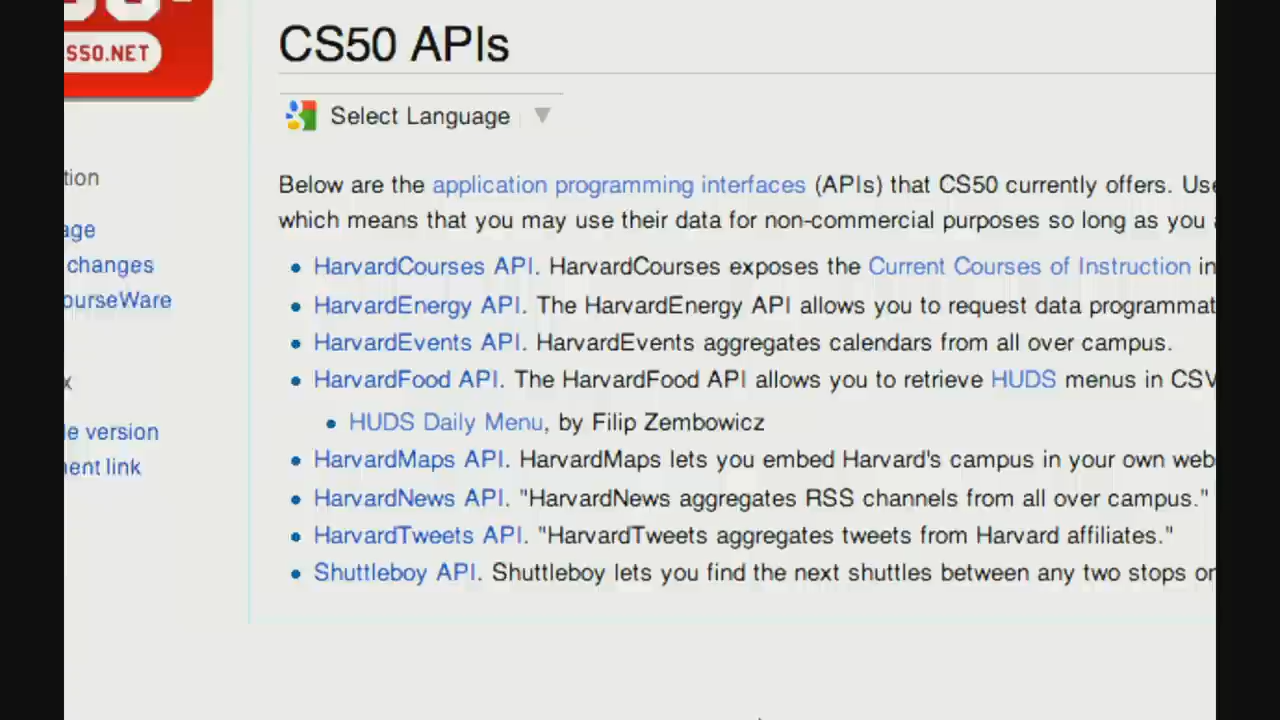 SS0.NET
CS50 APIs
Select Language
tion
Below are the application programming interfaces (APIs) that CS50 currently offers. Use
age
which means that you may use their data for non-commercial purposes so long as you a
changes
• HarvardCourses API. HarvardCourses exposes the Current Courses of Instruction in
ourseWare
• HarvardEnergy API. The HarvardEnergy API allows you to request data programmat
• HarvardEvents API. HarvardEvents aggregates calendars from all over campus.
x
• HarvardFood API. The HarvardFood API allows you to retrieve HUDS menus in CSV
le version
• HUDS Daily Menu, by Filip Zembowicz
nent link
• HarvardMaps API. HarvardMaps lets you embed Harvard's campus in your own web
• HarvardNews API. "HarvardNews aggregates RSS channels from all over campus."
• HarvardTweets API. "HarvardTweets aggregates tweets from Harvard affiliates."
• Shuttleboy API. Shuttleboy lets you find the next shuttles between any two stops or